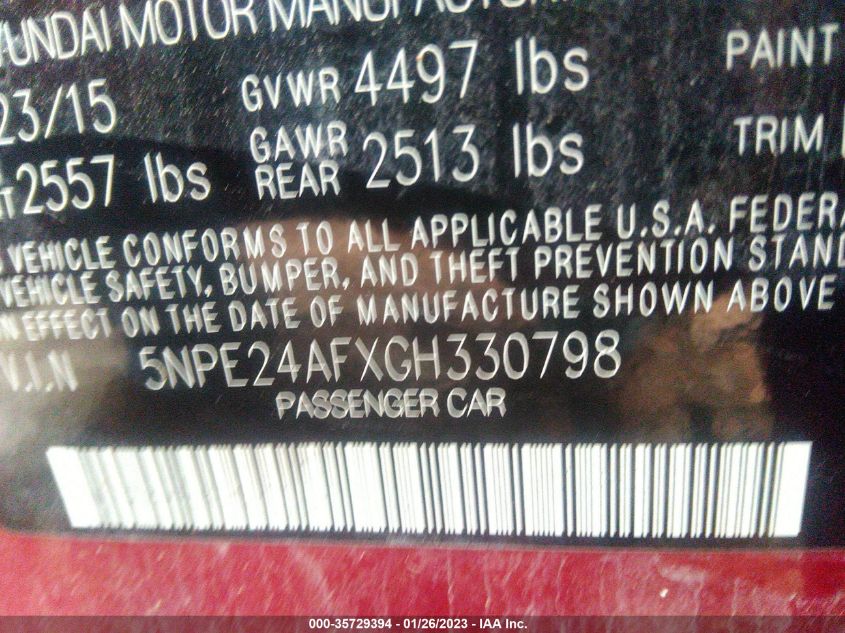 HYUNDAI MOTOR MANUFACTURI
23/15 GVWR 4497 lbs PAINT
2557 lbs GAWR REAR 2513 lbs TRIM
VEHICLE CONFORMS TO ALL APPLICABLE U.S.A. FEDERA
VEHICLE SAFETY, BUMPER, AND THEFT PREVENTION STAND
IN EFFECT ON THE DATE OF MANUFACTURE SHOWN ABOVE
V.I.N 5NPE24AFXGH330798
PASSENGER CAR
000-35729394 - 01/26/2023 - IAA Inc.